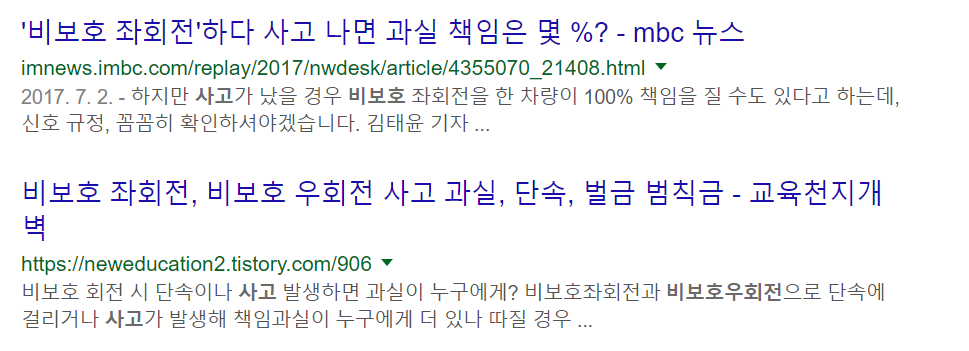 '비보호 좌회전'하다 사고 나면 과실 책임은 몇 %? - mbc 뉴스
imnews.imbc.com/replay/2017/nwdesk/article/4355070_21408.html
2017. 7. 2. - 하지만 사고가 났을 경우 비보호 좌회전을 한 차량이 100% 책임을 질 수도 있다고 하는데,
신호 규정, 꼼꼼히 확인하셔야겠습니다. 김태윤 기자 ...
비보호 좌회전, 비보호 우회전 사고 과실, 단속, 벌금 범칙금 - 교육천지개
벽
https://neweducation2.tistory.com/906
비보호 회전 시 단속이나 사고 발생하면 과실이 누구에게? 비보호좌회전과 비보호우회전으로 단속에
걸리거나 사고가 발생해 책임과실이 누구에게 더 있나 따질 경우 ...